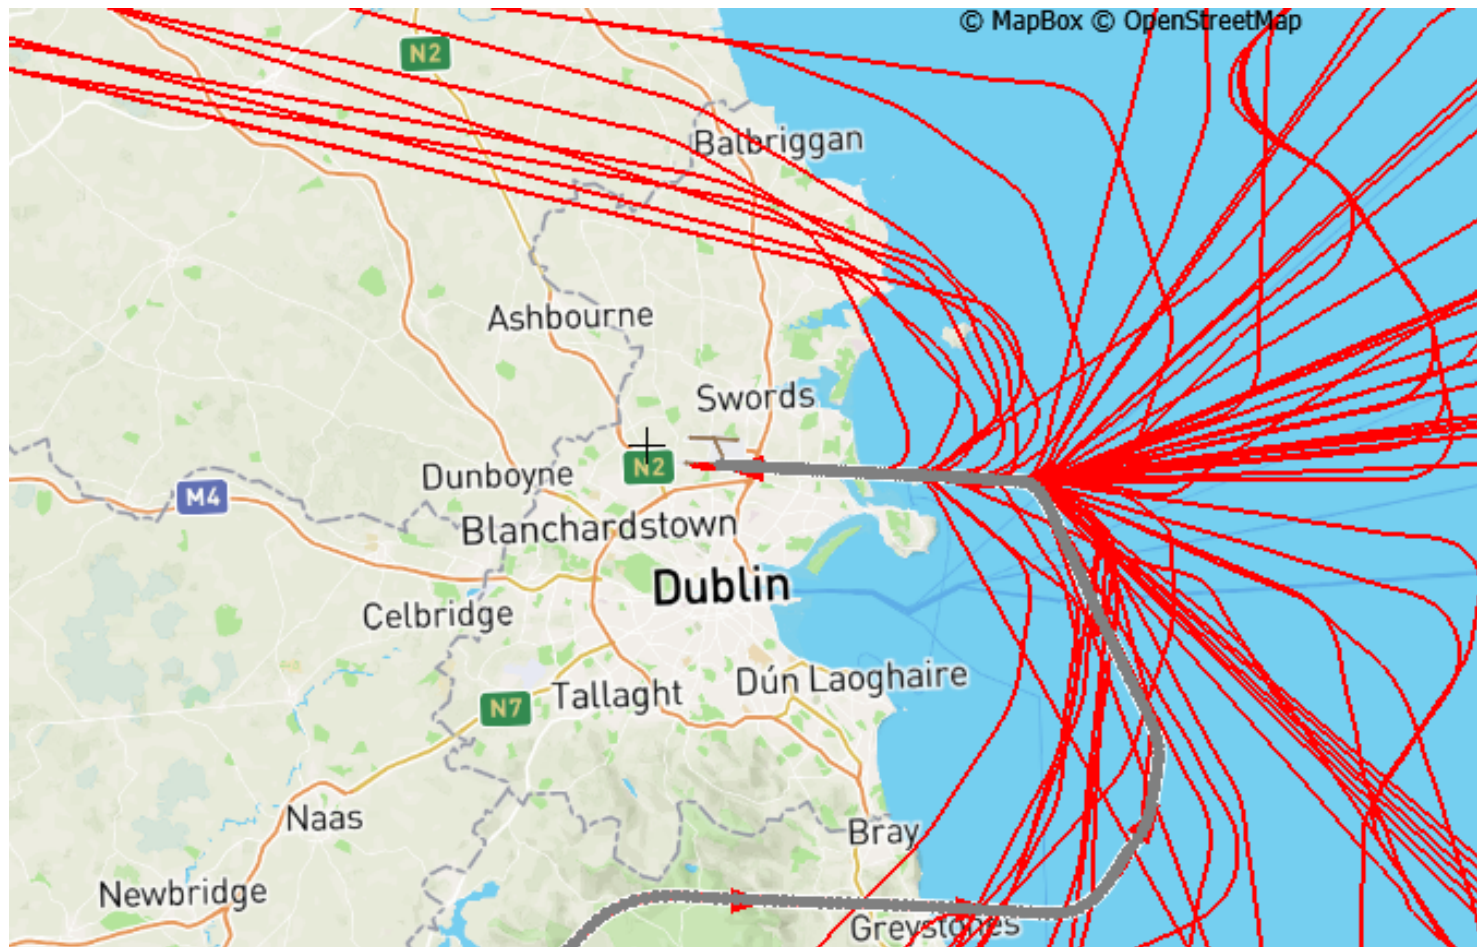 © MapBox © OpenStreetMap
N2
Balbriggan
Ashbourne
Swords
Dunboyne
N2
M4
Blanchardstown
Dublin
Celbridge
Dún Laoghaire
Tallaght
N7
Naas
Bray
Newbridge
Greystones